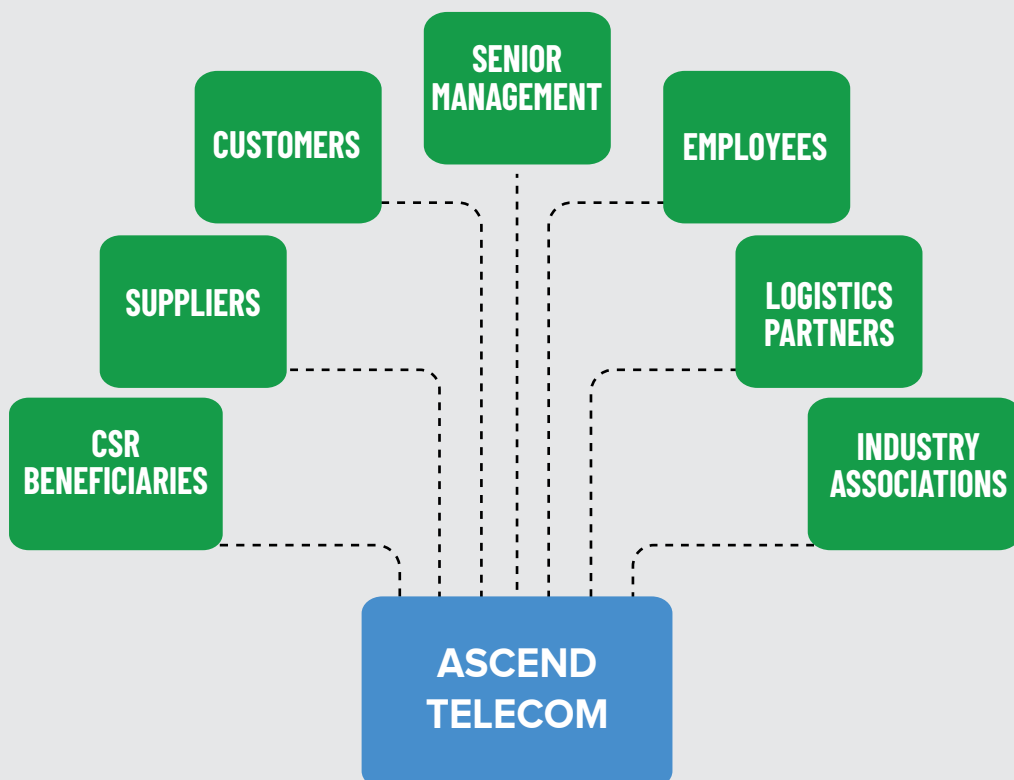 SENIOR
MANAGEMENT
CUSTOMERS
EMPLOYEES
SUPPLIERS
LOGISTICS
PARTNERS
CSR
BENEFICIARIES
INDUSTRY
ASSOCIATIONS
ASCEND
TELECOM